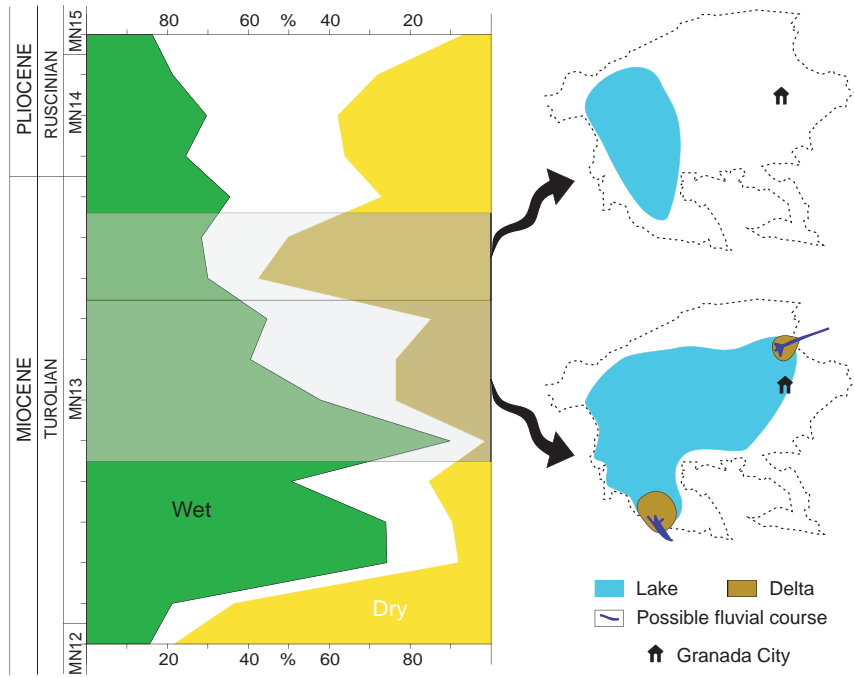 80 60 % 40 20
PLIOCENE
RUSCINIAN
MN15
MN14
MIOCENE
TUROLIAN
MN13
MN12
Wet
Dry
20 40 % 60 80
Lake
Delta
Possible fluvial course
Granada City